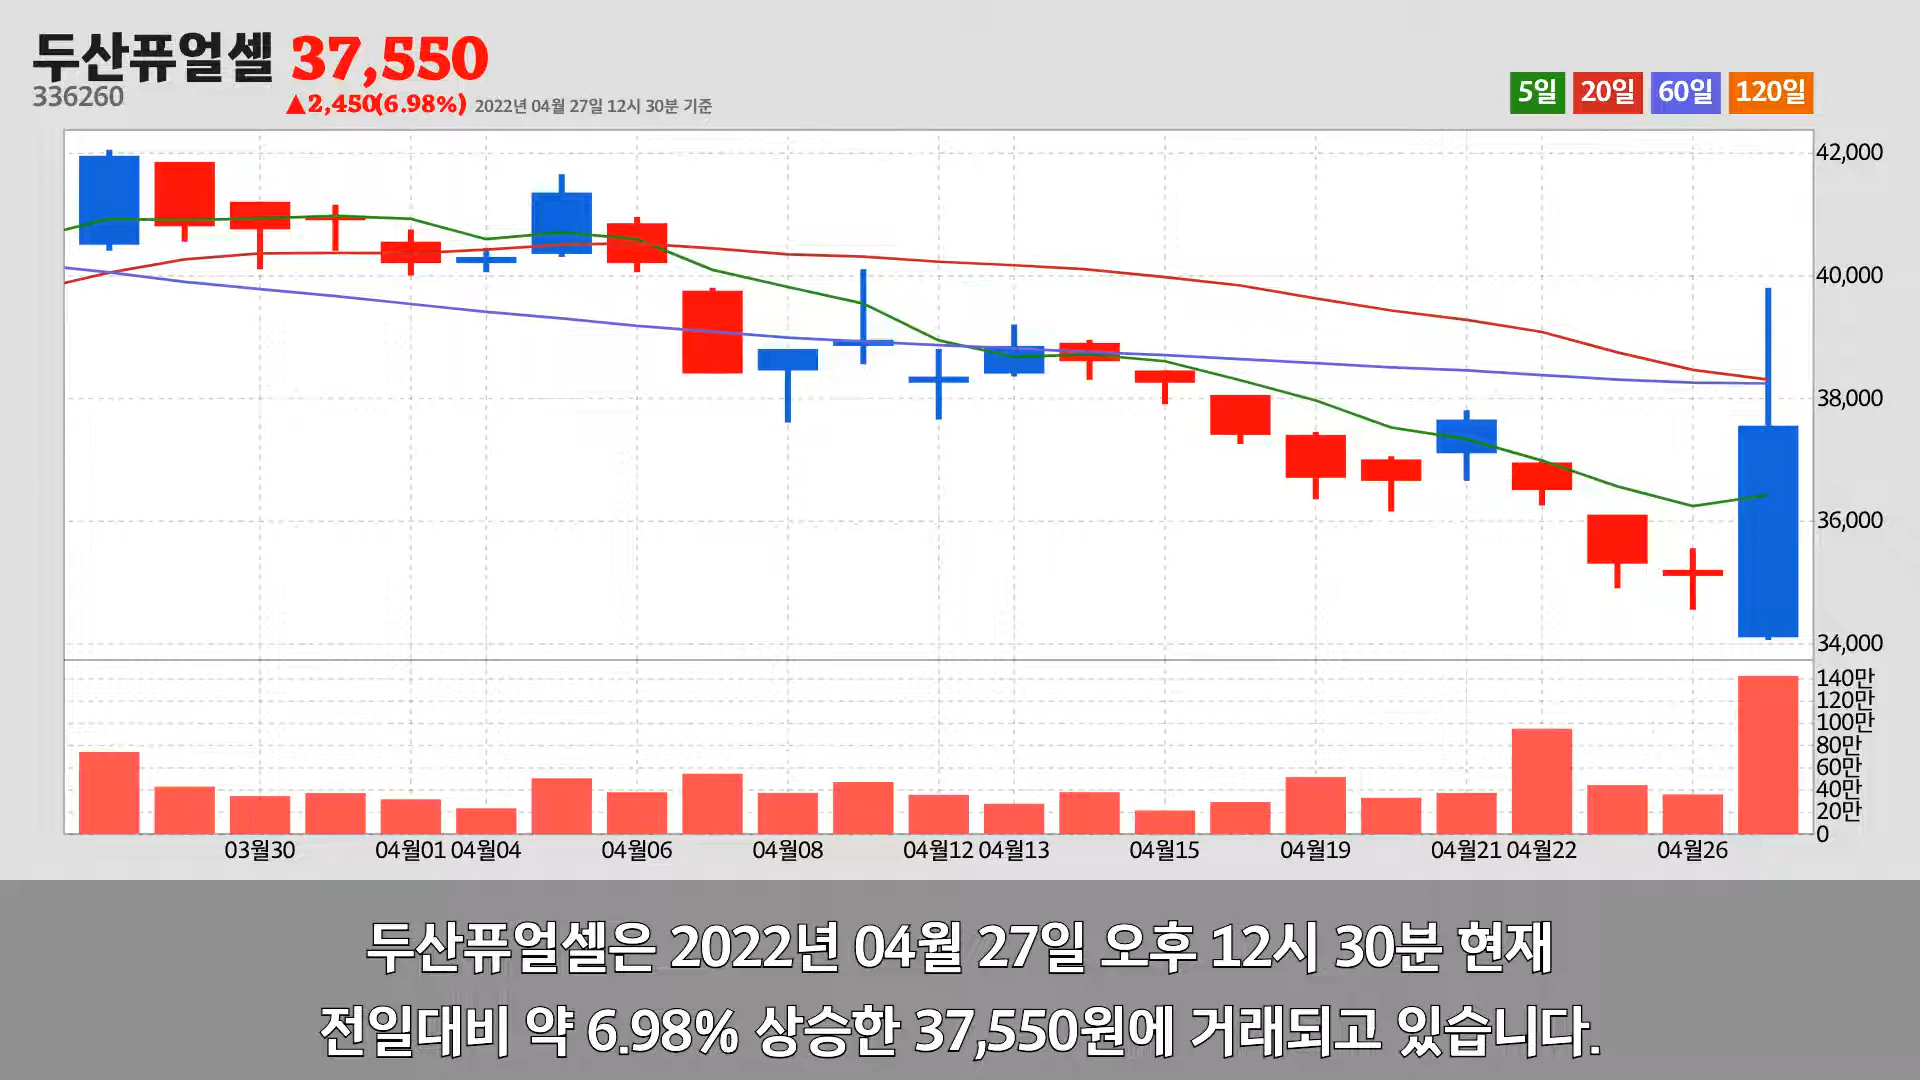 두산퓨얼셀 37,550
336260
▲2,450(6.98%) 2022년 04월 27일 12시 30분 기준
5일 20일 60일 120일
42,000
40,000
38,000
36,000
34,000
140만
120만
100만
80만
60만
40만
20만
0
03월30 04월01 04월04 04월06 04월08 04월12 04월13 04월15 04월19 04월21 04월22 04월26
두산퓨얼셀은 2022년 04월 27일 오후 12시 30분 현재
전일대비 약 6.98% 상승한 37,550원에 거래되고 있습니다.